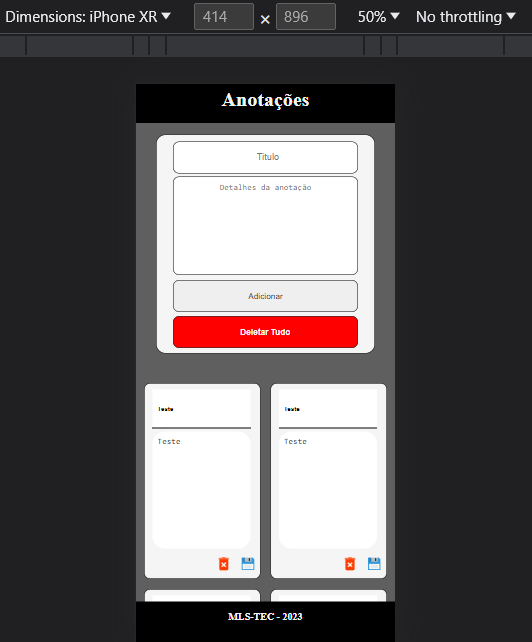 Dimensions: iPhone XR 414 × 896 50% No throttling
Anotações
Titulo
Detalhes da anotação
Adicionar
Deletar Tudo
Teste Teste
Teste Teste
MLS-TEC - 2023